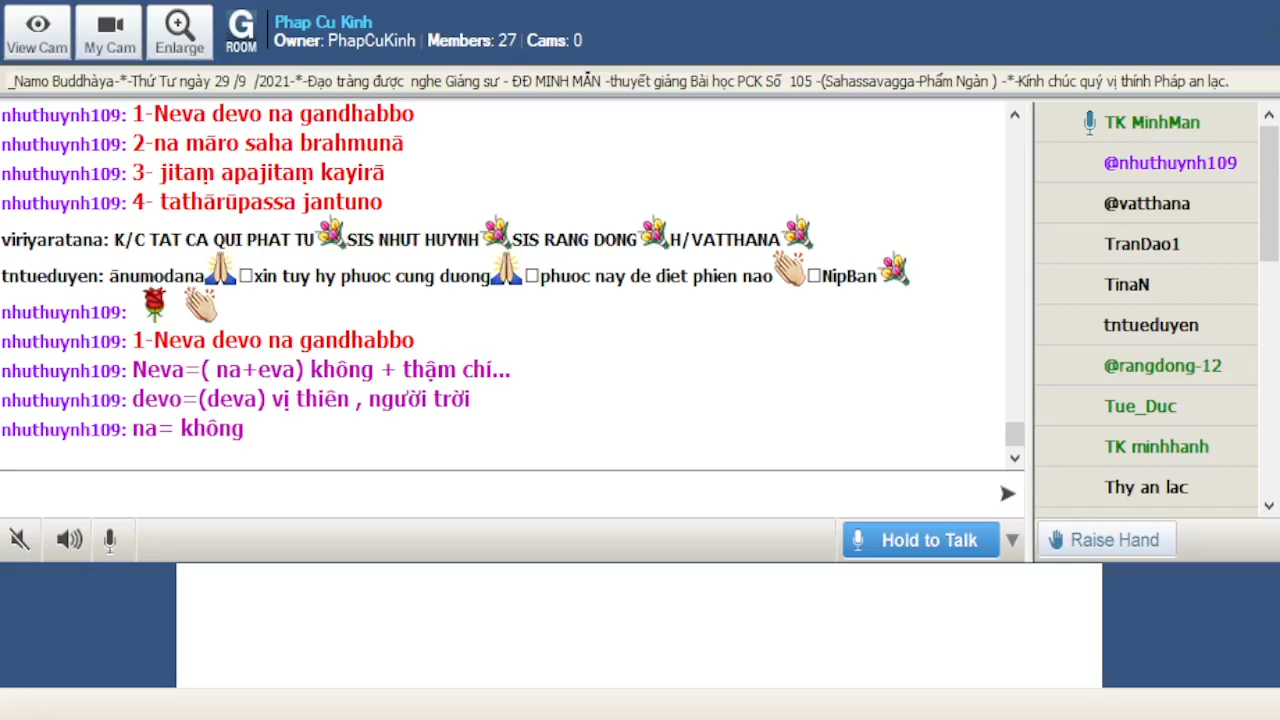 View Cam
My Cam
Enlarge
G
ROOM
Phap Cu Kinh
Owner: PhapCuKinh | Members: 27 | Cams: 0
_Namo Buddhàya-*-Thứ Tư ngày 29 /9 /2021-*-Đạo tràng được nghe Giảng sư - ĐĐ MINH MẪN -thuyết giảng Bài học PCK Số 105 -(Sahassavagga-Phẩm Ngàn ) -*-Kính chúc quý vị thính Pháp an lạc.
nhuthuynh109: 1-Neva devo na gandhabbo
nhuthuynh109: 2-na māro saha brahmunā
nhuthuynh109: 3- jitaṃ apajitaṃ kayirā
nhuthuynh109: 4- tathārūpassa jantuno
viriyaratana: K/C TAT CA QUI PHAT TU SIS NHUT HUYNH SIS RANG DONG H/VATTHANA
tntueduyen: ānumodana xin tuy hy phuoc cung duong phuoc nay de diet phien nao NipBan
nhuthuynh109:
nhuthuynh109: 1-Neva devo na gandhabbo
nhuthuynh109: Neva=( na+eva) không + thậm chí...
nhuthuynh109: devo=(deva) vị thiên , người trời
nhuthuynh109: na= không
TK MinhMan
@nhuthuynh109
@vatthana
TranDao1
TinaN
tntueduyen
@rangdong-12
Tue_Duc
TK minhhanh
Thy an lac
Hold to Talk
Raise Hand